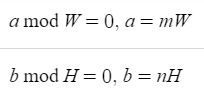 a mod W = 0, a = mW
b mod H = 0, b = nH